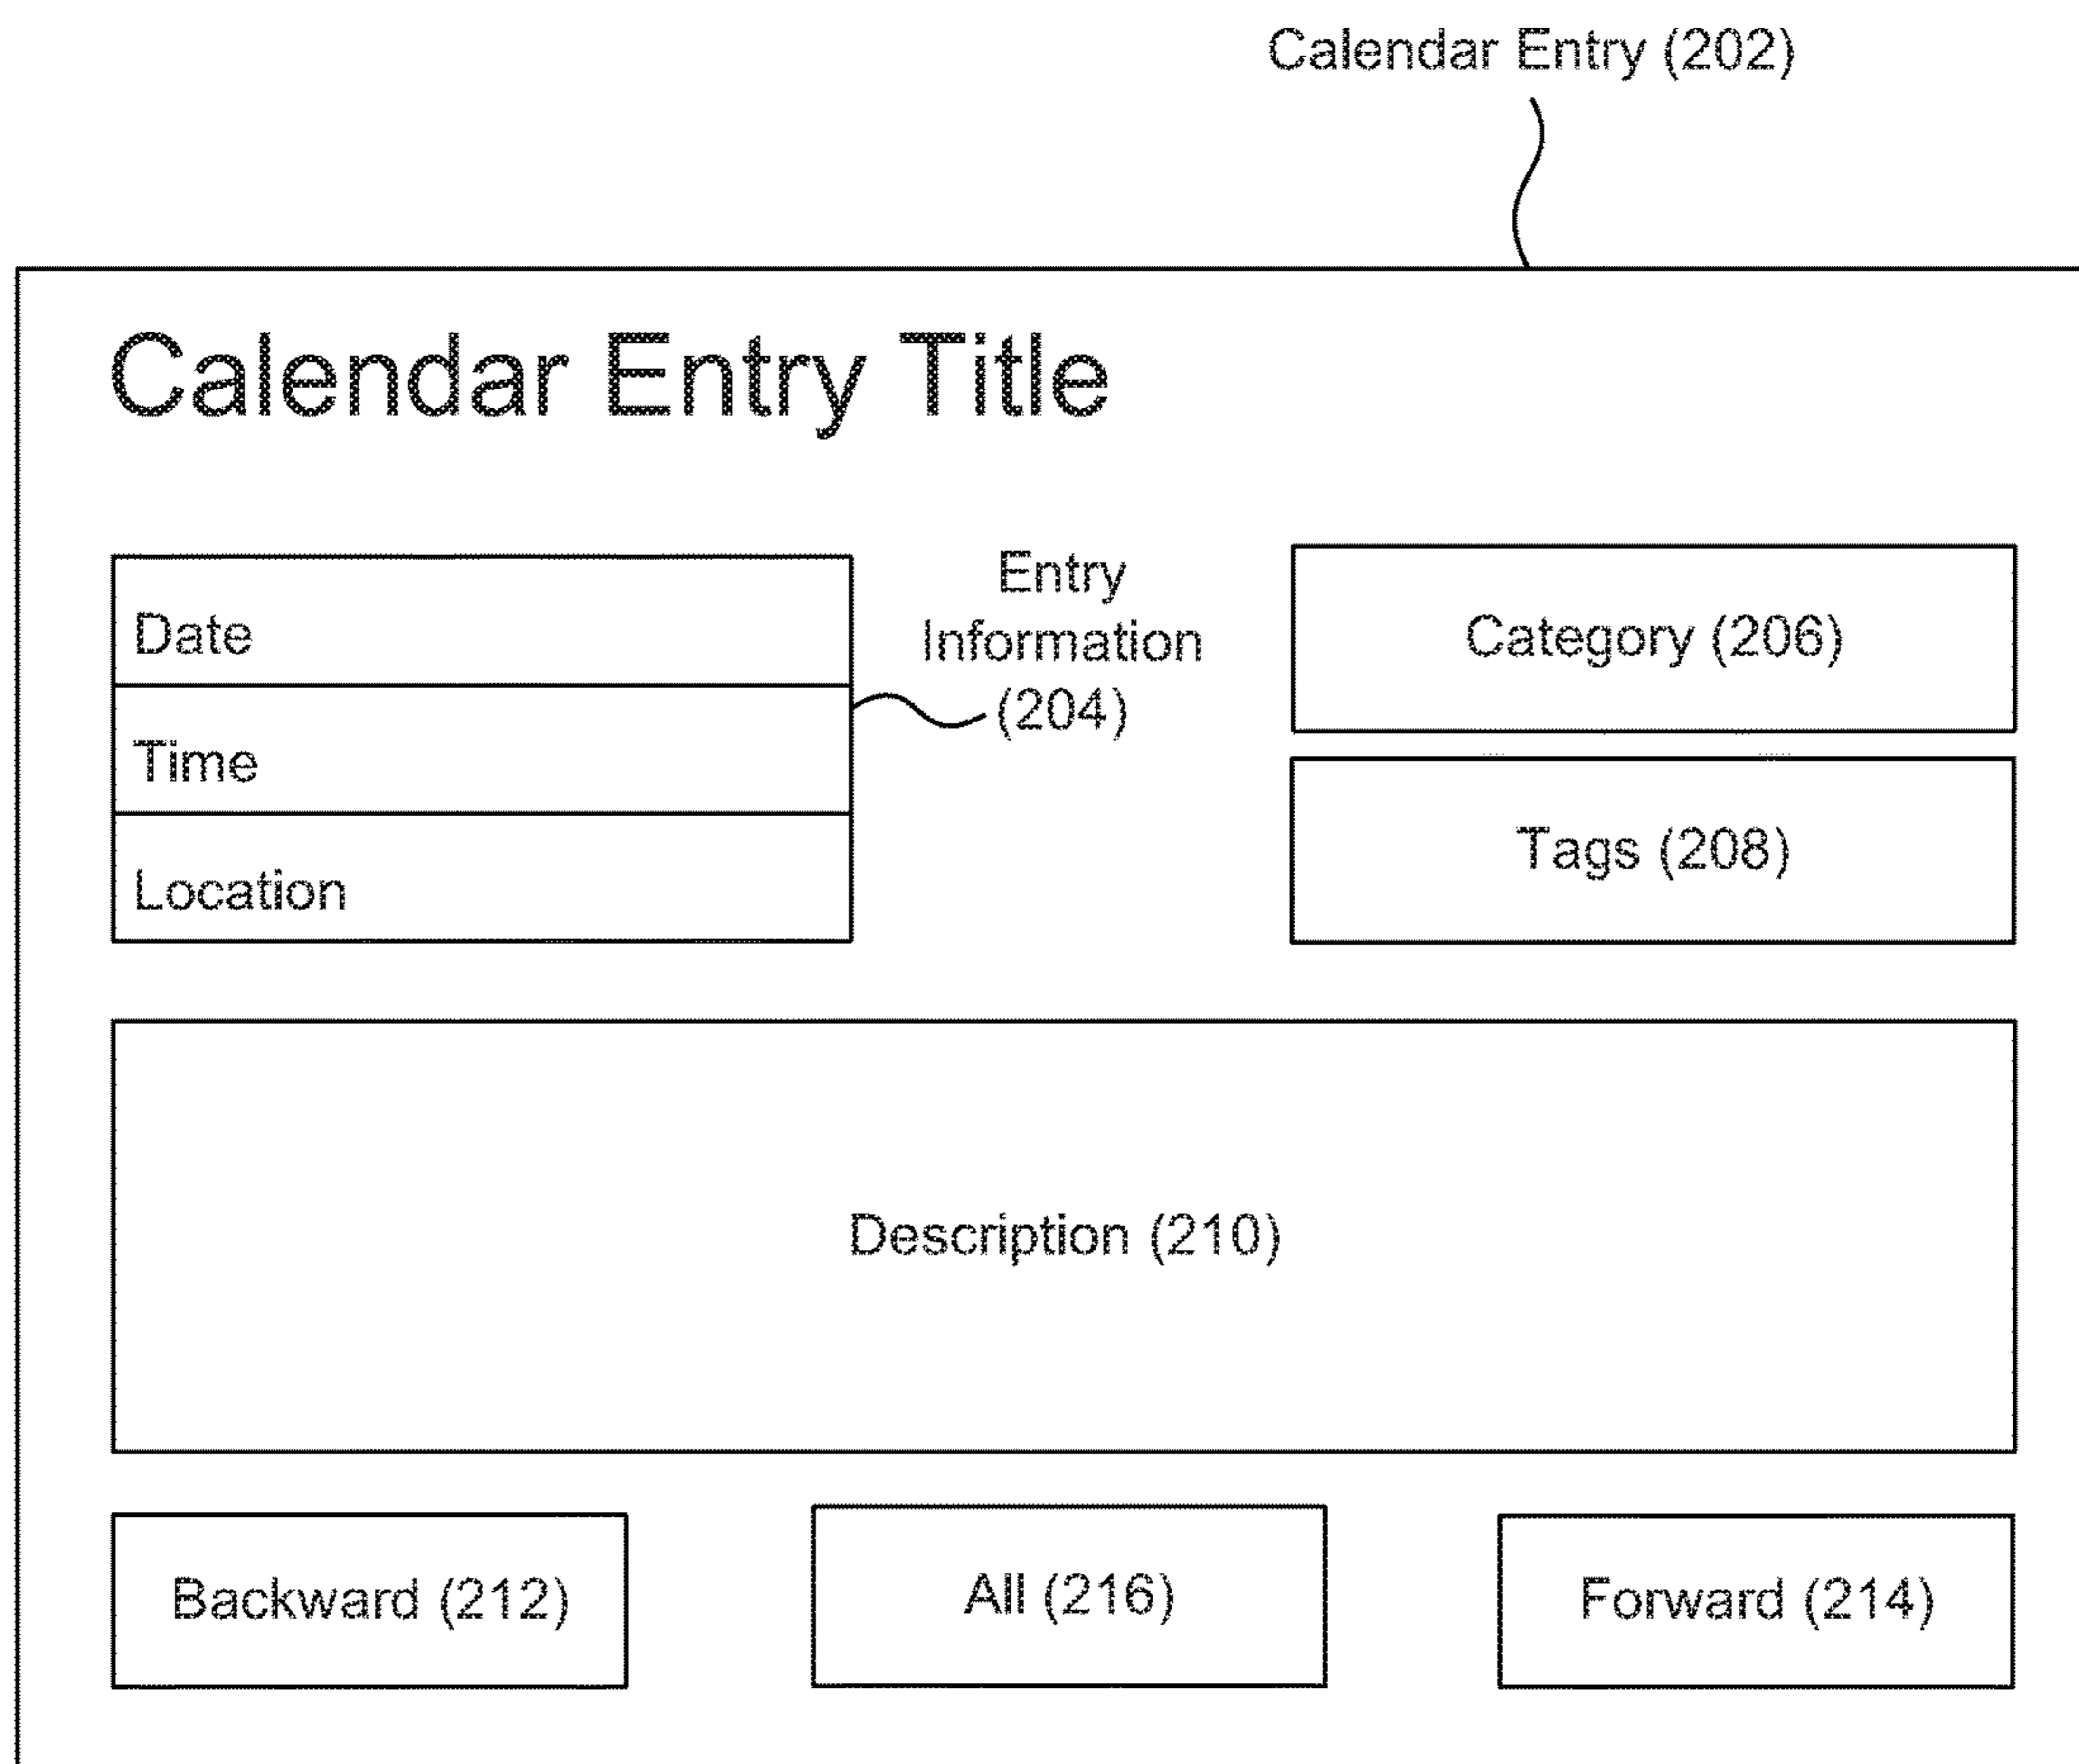 Calendar Entry (202)
Calendar Entry Title
Date
Time
Location
Entry
Information
(204)
Category (206)
Tags (208)
Description (210)
Backward (212)
All (216)
Forward (214)